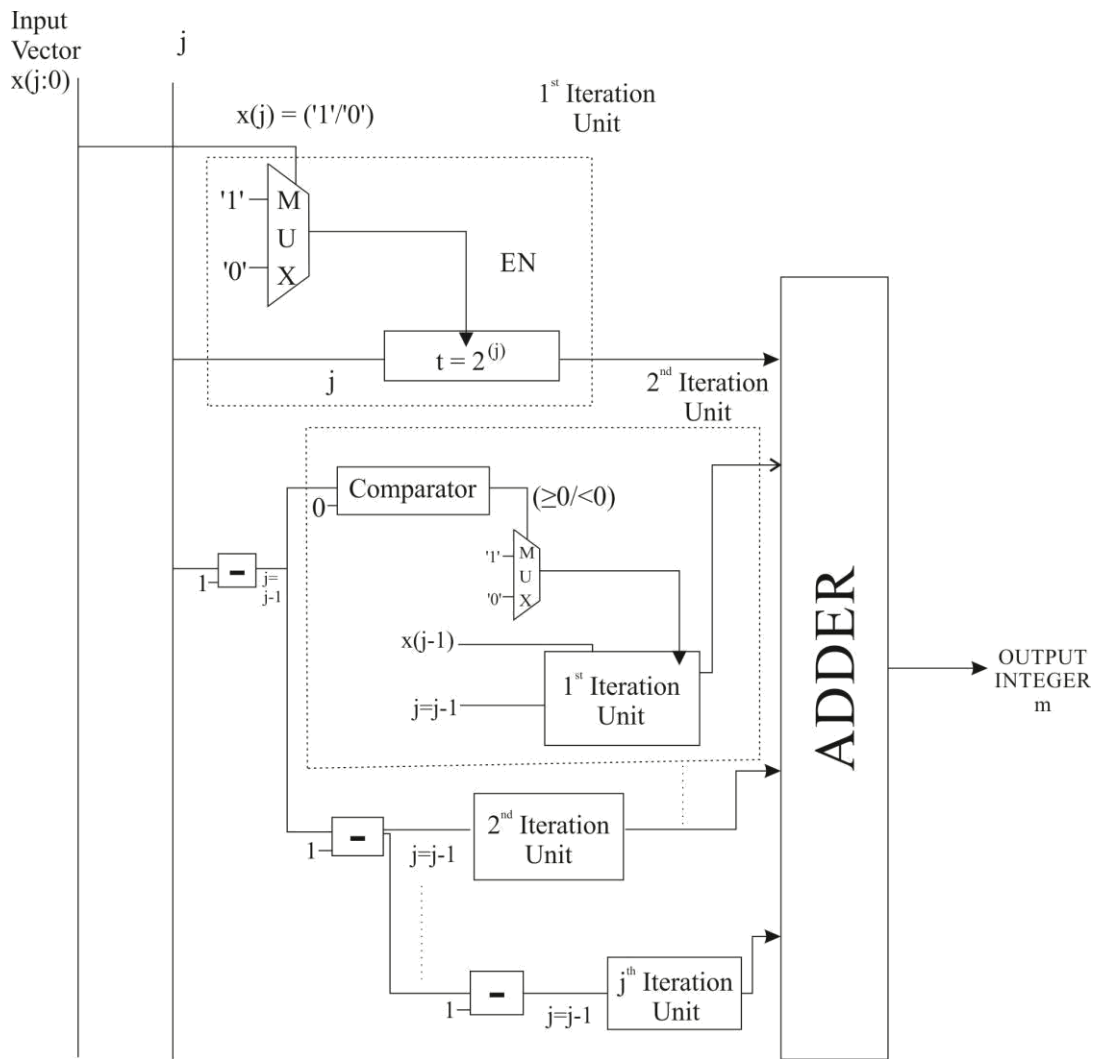 Input
Vector
x(j:0)
j
1st Iteration
Unit
x(j) = ('1'/'0')
'1'
M
U
X
'0'
EN
t = 2(j)
j
2nd Iteration
Unit
Comparator
0
(≥0/<0)
'1'
M
U
X
'0'
1
-
j=
j-1
x(j-1)
1st Iteration
Unit
j=j-1
ADDER
OUTPUT
INTEGER
m
1
-
j=j-1
2nd Iteration
Unit
1
-
j=j-1
jth Iteration
Unit